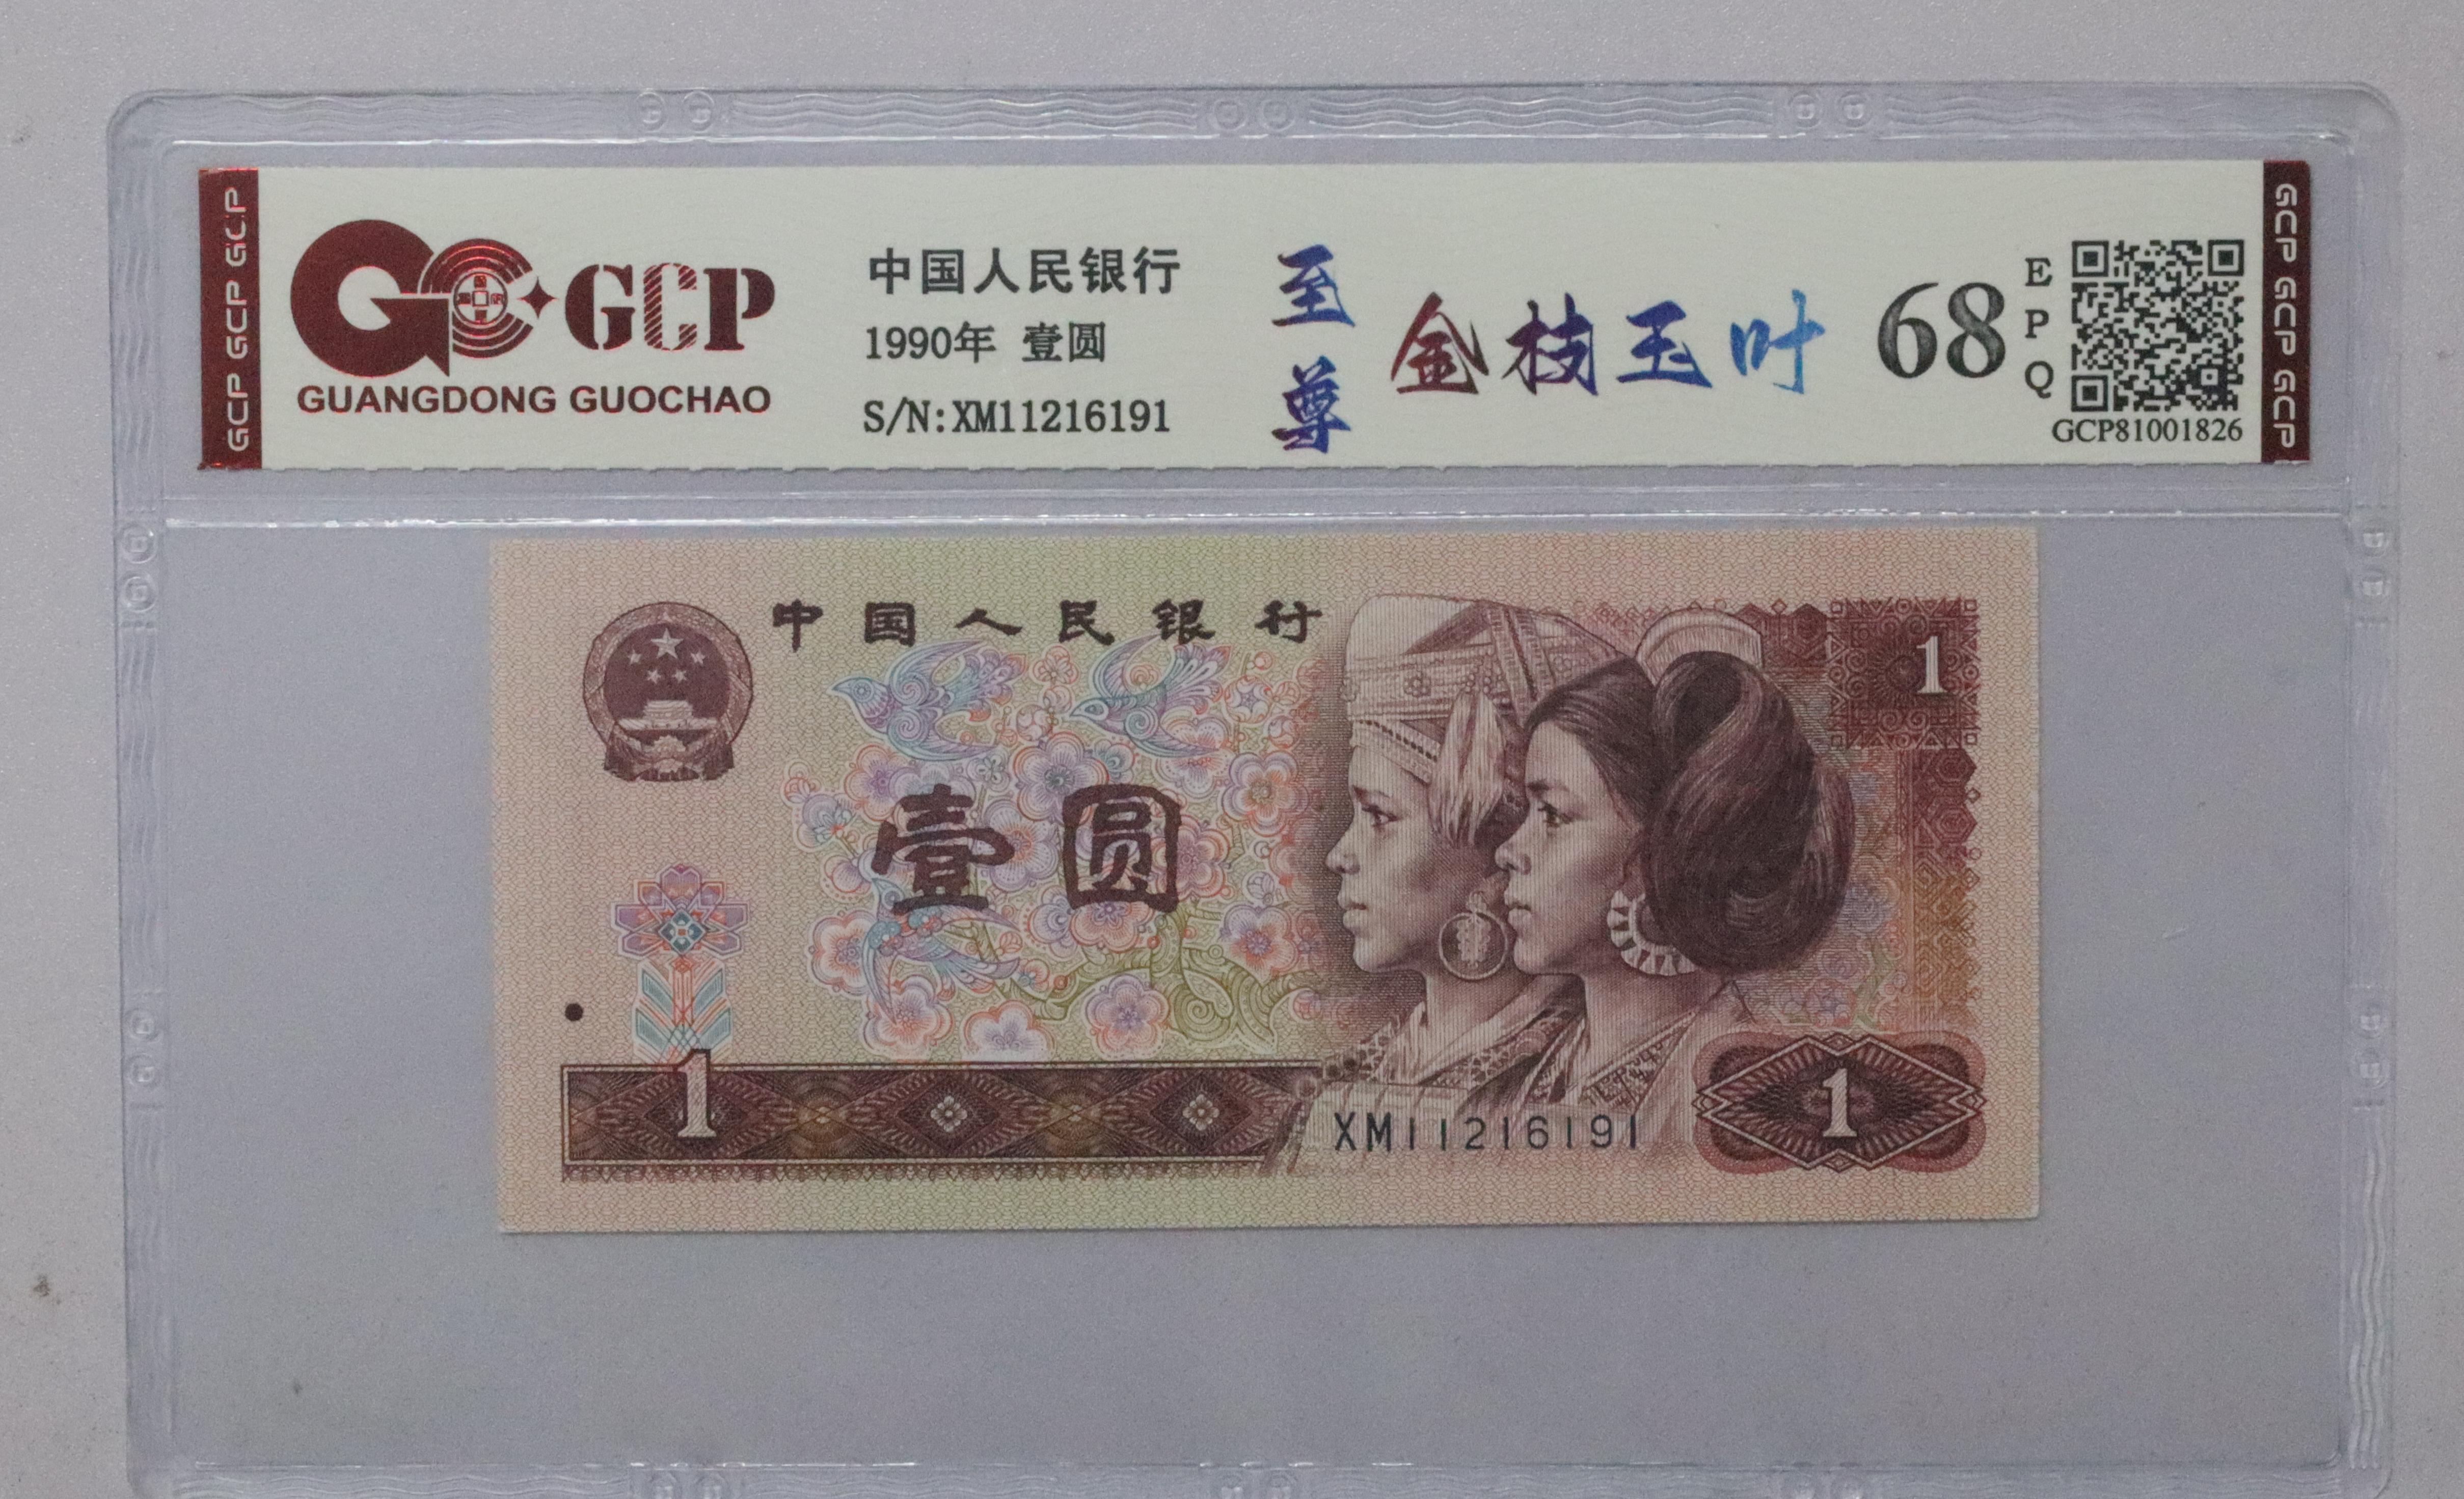 GCP GCP GCP
GCP
GUANGDONG GUOCHAO
中国人民银行
1990年 壹圆
S/N:XM11216191
至尊
金枝玉叶
68
EPQ
GCP81001826
GCP GCP GCP
中国人民银行
1
壹圆
1
XM11216191
1